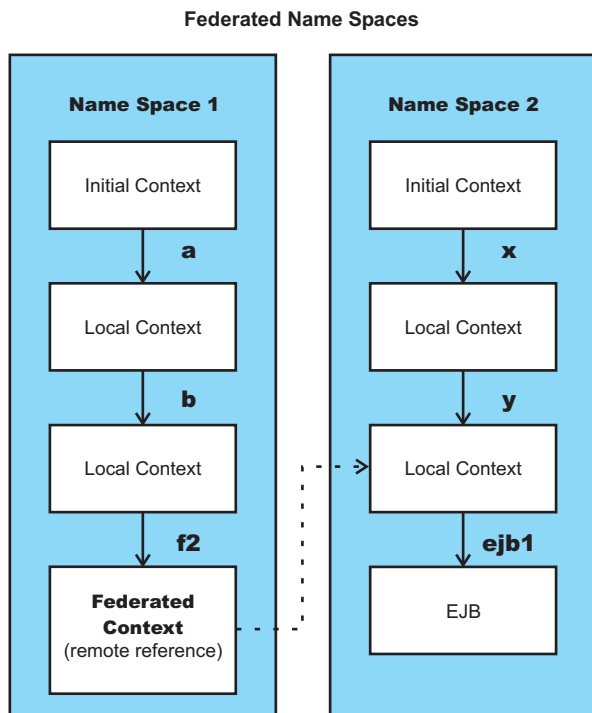 Federated Name Spaces
Name Space 1
Initial Context
a
Local Context
b
Local Context
f2
Federated
Context
(remote reference)
Name Space 2
Initial Context
x
Local Context
y
Local Context
ejb1
EJB